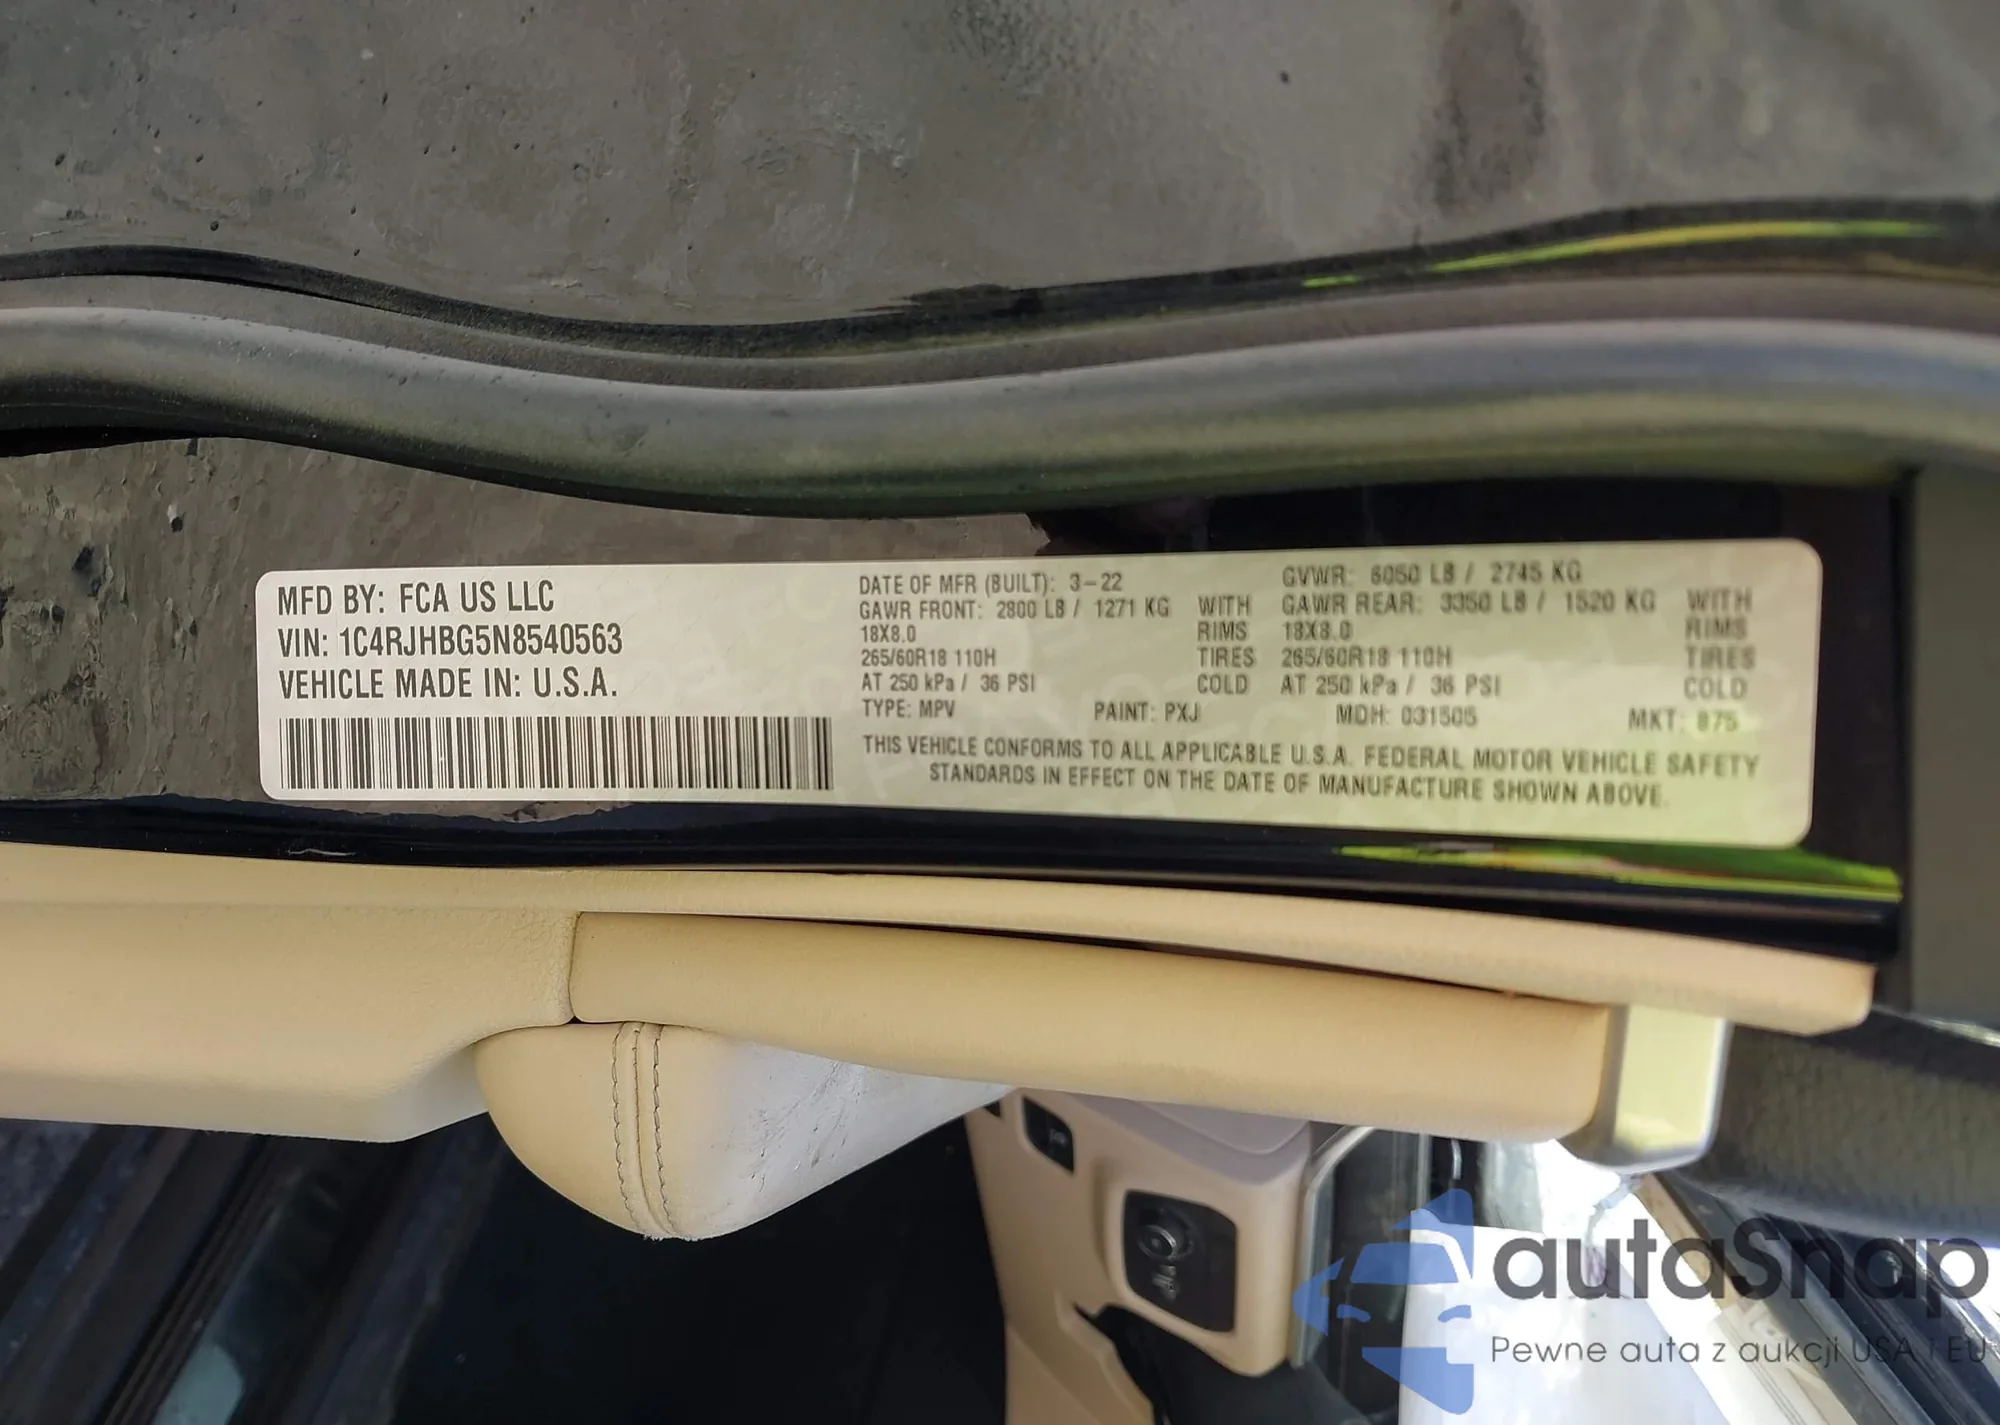 MFD BY: FCA US LLC
VIN: 1C4RJHBG5N8540563
VEHICLE MADE IN: U.S.A.
DATE OF MFR (BUILT): 3-22 GVWR: 6050 LB / 2745 KG
GAWR FRONT: 2800 LB / 1271 KG WITH GAWR REAR: 3350 LB / 1520 KG WITH
18X8.0 RIMS 18X8.0 RIMS
265/60R18 110H TIRES 265/60R18 110H TIRES
AT 250 kPa / 36 PSI COLD AT 250 kPa / 36 PSI COLD
TYPE: MPV PAINT: PXJ MDH: 031505 MKT: 875
THIS VEHICLE CONFORMS TO ALL APPLICABLE U.S.A. FEDERAL MOTOR VEHICLE SAFETY
STANDARDS IN EFFECT ON THE DATE OF MANUFACTURE SHOWN ABOVE.
autaSnap
Pewne auta z aukcji USA i EU